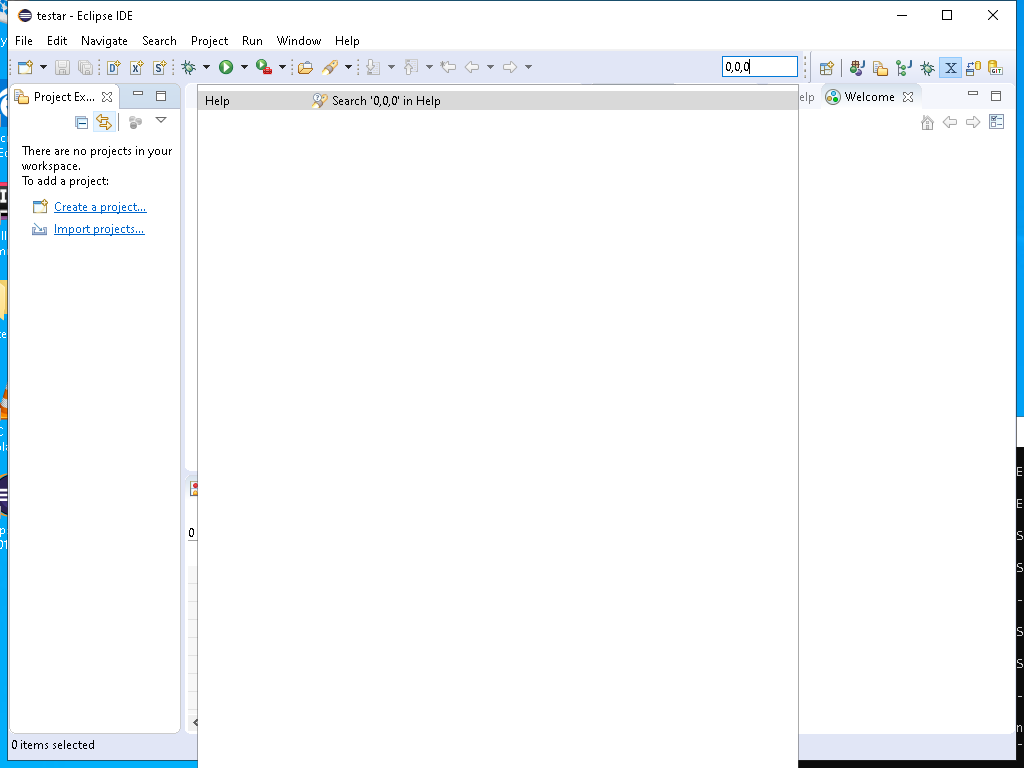 testar - Eclipse IDE
File Edit Navigate Search Project Run Window Help
0,0,0
Project Ex...
elp
Welcome
Help
Search '0,0,0' in Help
There are no projects in your
workspace.
To add a project:
Create a project...
Import projects...
0
0 items selected